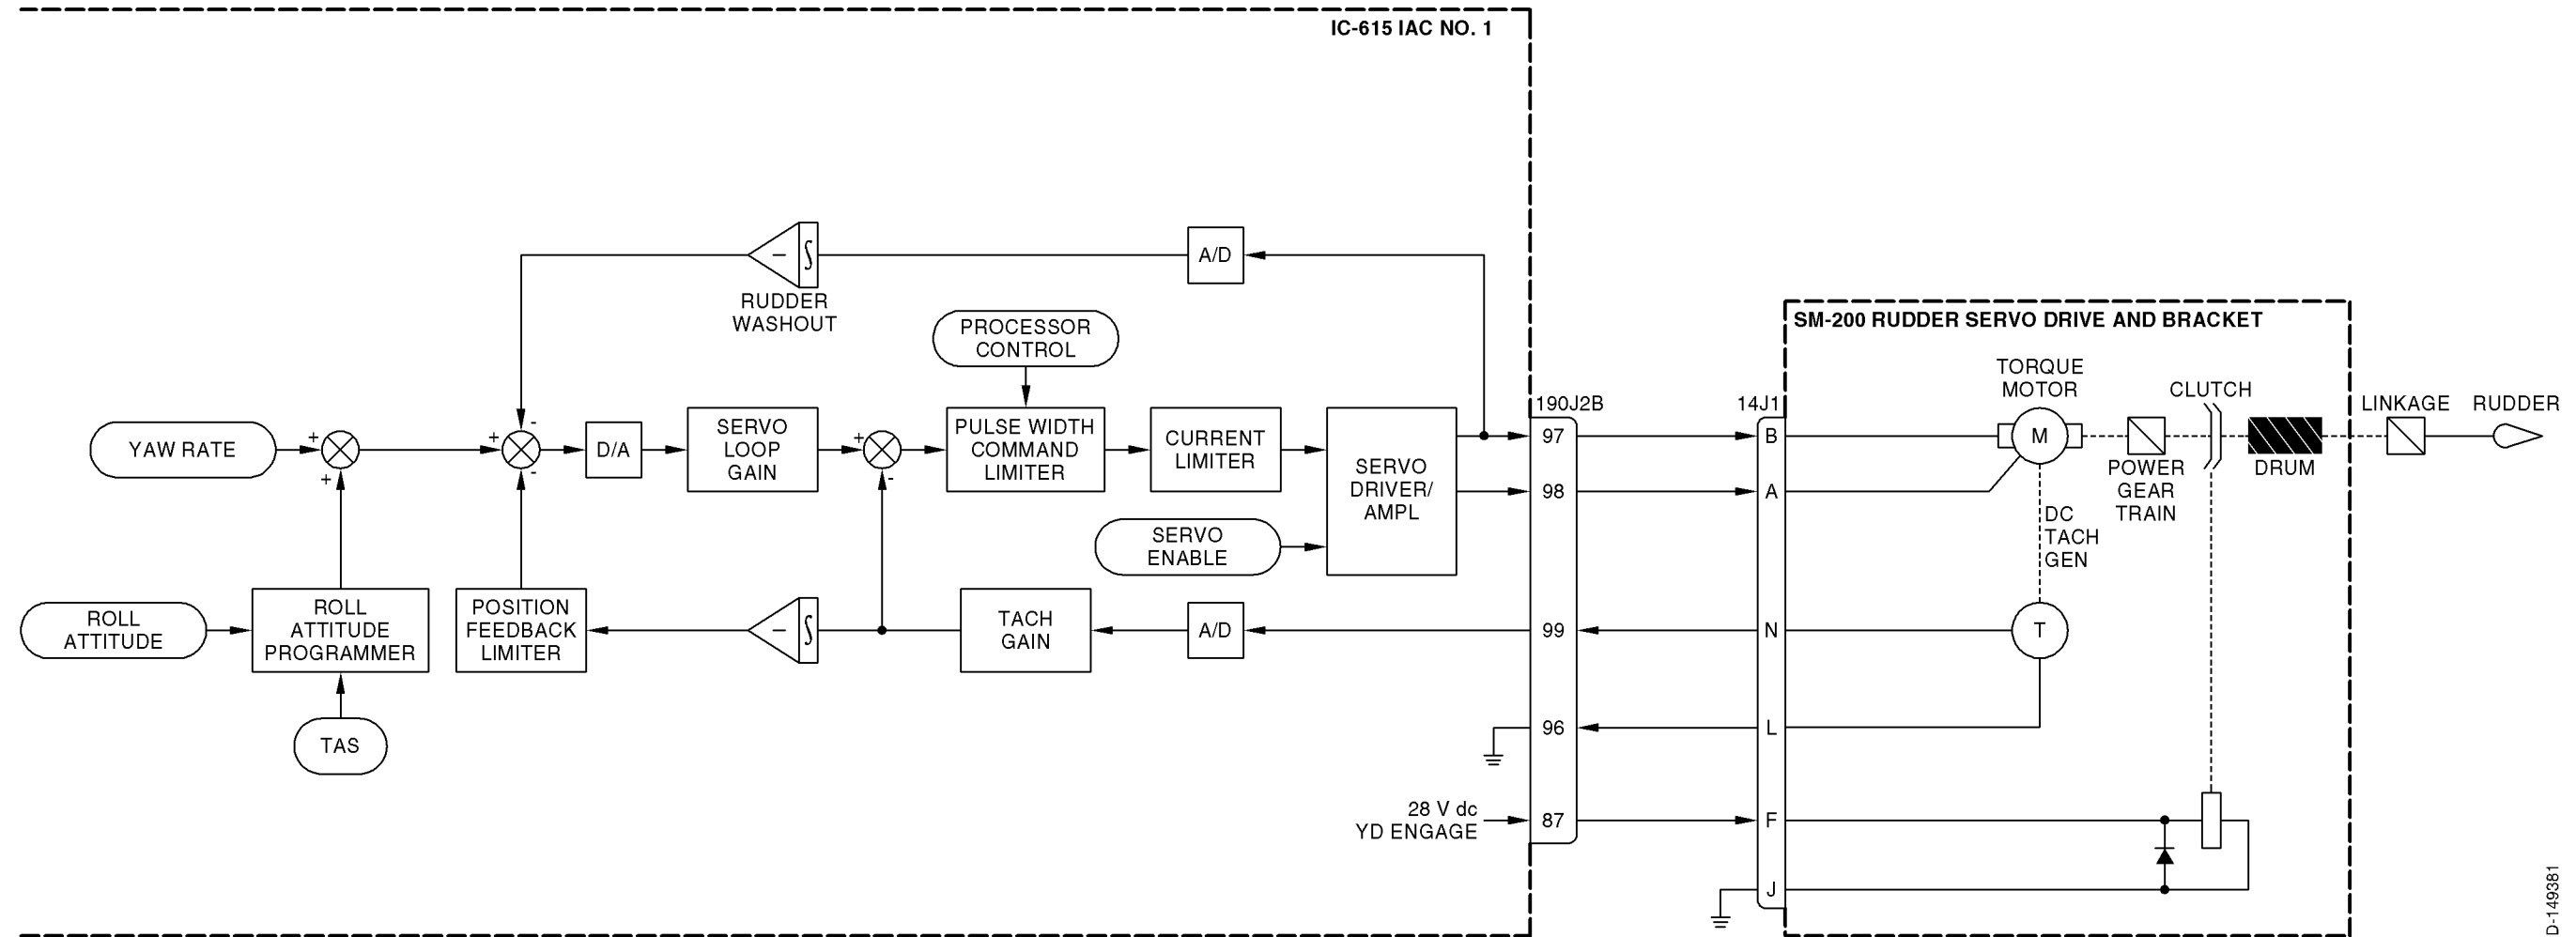 IC-615 IAC NO. 1
A/D
RUDDER
WASHOUT
PROCESSOR
CONTROL
SM-200 RUDDER SERVO DRIVE AND BRACKET
TORQUE
MOTOR
CLUTCH
LINKAGE
RUDDER
190J2B
14J1
YAW RATE
+
+
+
-
-
D/A
SERVO
LOOP
GAIN
+
-
PULSE WIDTH
COMMAND
LIMITER
CURRENT
LIMITER
SERVO
DRIVER/
AMPL
97
B
M
POWER
GEAR
TRAIN
DRUM
98
A
SERVO
ENABLE
DC
TACH
GEN
ROLL
ATTITUDE
ROLL
ATTITUDE
PROGRAMMER
POSITION
FEEDBACK
LIMITER
TACH
GAIN
A/D
99
N
T
TAS
96
L
28 V dc
YD ENGAGE
87
F
J
D-149381